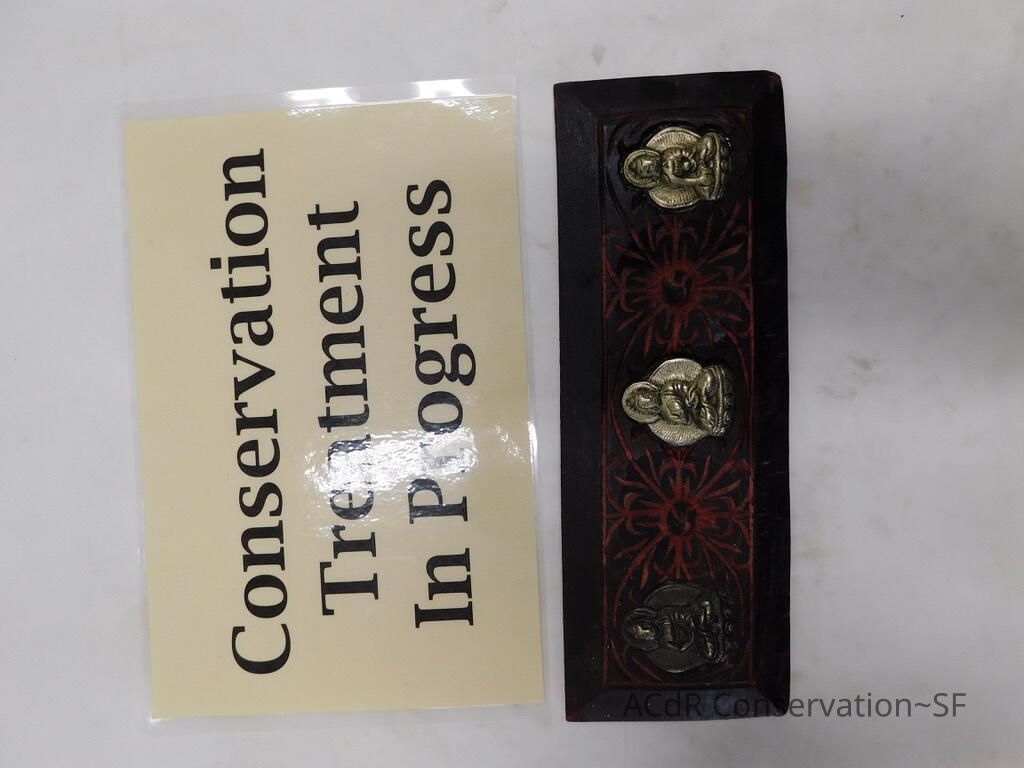 Conservation
Treatment
In Progress
ACdR Conservation~SF